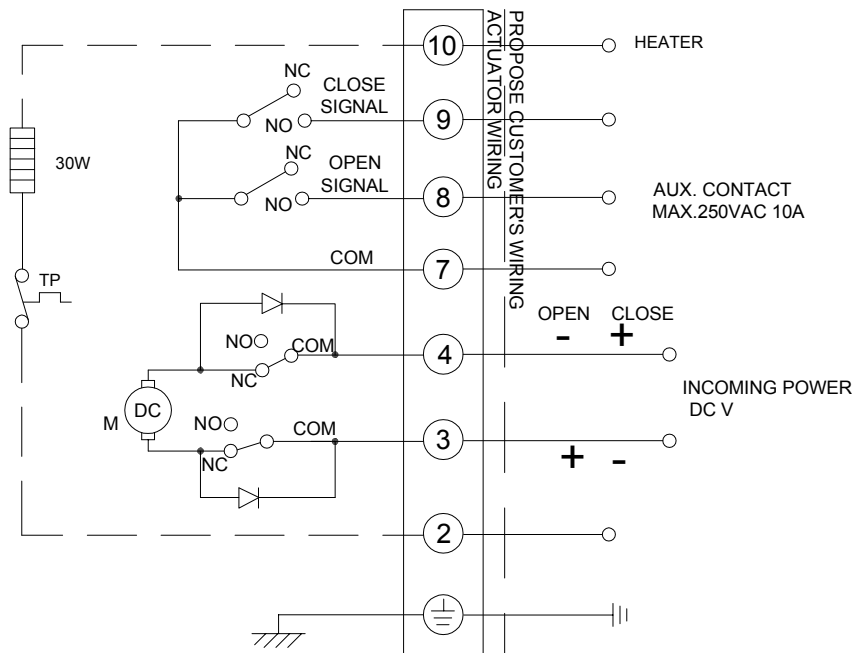 10
HEATER
NC
CLOSE
SIGNAL
NO
9
30W
NC
OPEN
SIGNAL
NO
8
AUX. CONTACT
MAX.250VAC 10A
COM
7
TP
PROPOSE CUSTOMER'S WIRING
ACTUATOR WIRING
OPEN CLOSE
- +
NO
COM
NC
4
INCOMING POWER
DC V
M
DC
NO
COM
NC
3
+ -
2